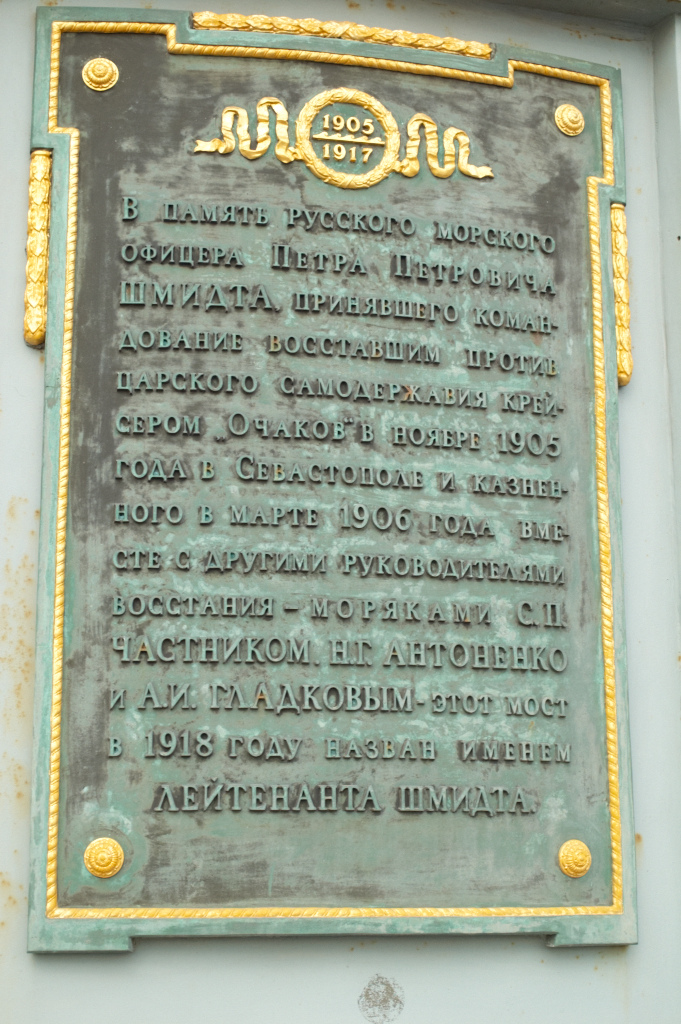 1905
1917
В ПАМЯТЬ РУССКОГО МОРСКОГО
ОФИЦЕРА ПЕТРА ПЕТРОВИЧА
ШМИДТА, ПРИНЯВШЕГО КОМАН-
ДОВАНИЕ ВОССТАВШИМ ПРОТИВ
ЦАРСКОГО САМОДЕРЖАВИЯ КРЕЙ-
СЕРОМ „ОЧАКОВ“ В НОЯБРЕ 1905
ГОДА В СЕВАСТОПОЛЕ И КАЗНЕН-
НОГО В МАРТЕ 1906 ГОДА ВМЕ-
СТЕ С ДРУГИМИ РУКОВОДИТЕЛЯМИ
ВОССТАНИЯ – МОРЯКАМИ С.П.
ЧАСТНИКОМ, Н.Г. АНТОНЕНКО
И А.И. ГЛАДКОВЫМ - ЭТОТ МОСТ
В 1918 ГОДУ НАЗВАН ИМЕНЕМ
ЛЕЙТЕНАНТА ШМИДТА.